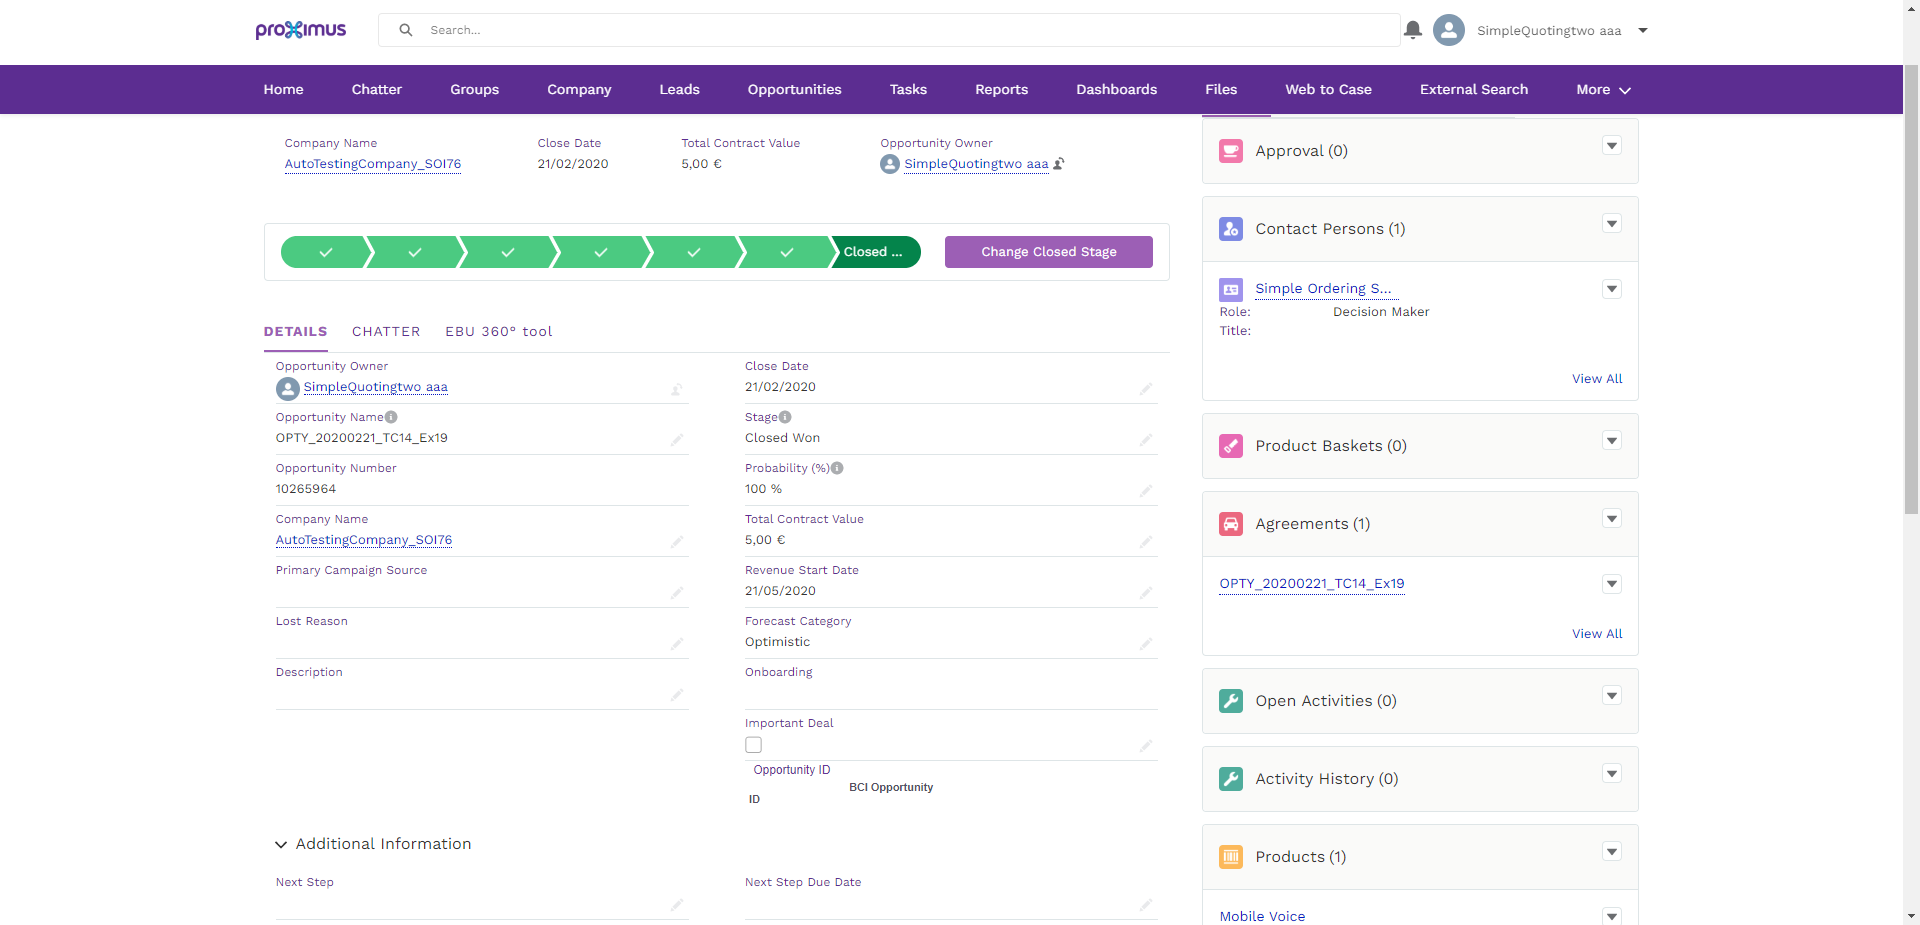 proximus
Search...
SimpleQuotingtwo aaa
Home Chatter Groups Company Leads Opportunities Tasks Reports Dashboards Files Web to Case External Search More
Company Name Close Date Total Contract Value Opportunity Owner
AutoTestingCompany_SOI76 21/02/2020 5,00 € SimpleQuotingtwo aaa
Closed ...
Change Closed Stage
DETAILS CHATTER EBU 360° tool
Opportunity Owner
SimpleQuotingtwo aaa
Opportunity Name
OPTY_20200221_TC14_Ex19
Opportunity Number
10265964
Company Name
AutoTestingCompany_SOI76
Primary Campaign Source
Lost Reason
Description
Close Date
21/02/2020
Stage
Closed Won
Probability (%)
100 %
Total Contract Value
5,00 €
Revenue Start Date
21/05/2020
Forecast Category
Optimistic
Onboarding
Important Deal
Opportunity ID
BCI Opportunity
ID
Additional Information
Next Step
Next Step Due Date
Approval (0)
Contact Persons (1)
Simple Ordering S...
Role: Decision Maker
Title:
View All
Product Baskets (0)
Agreements (1)
OPTY_20200221_TC14_Ex19
View All
Open Activities (0)
Activity History (0)
Products (1)
Mobile Voice